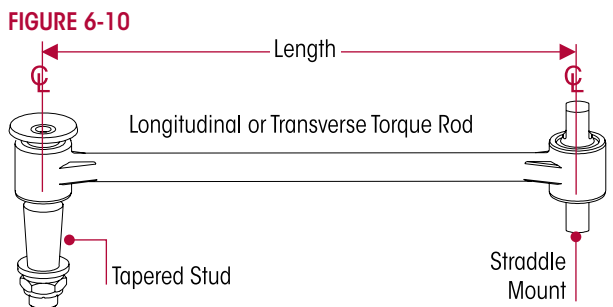 FIGURE 6-10
Length
℄ ℄
Longitudinal or Transverse Torque Rod
Tapered Stud
Straddle
Mount